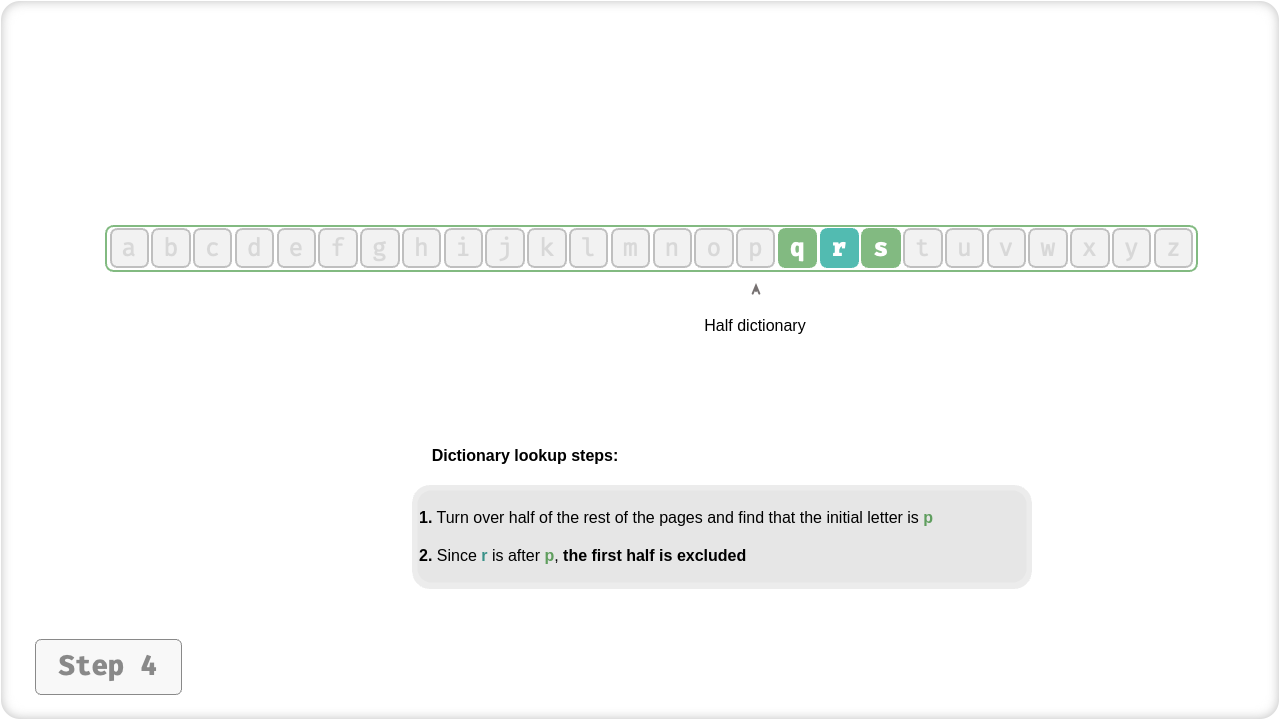 a b c d e f g h i j k l m n o p q r s t u v w x y z
Half dictionary
Dictionary lookup steps:
1. Turn over half of the rest of the pages and find that the initial letter is p
2. Since r is after p, the first half is excluded
Step 4